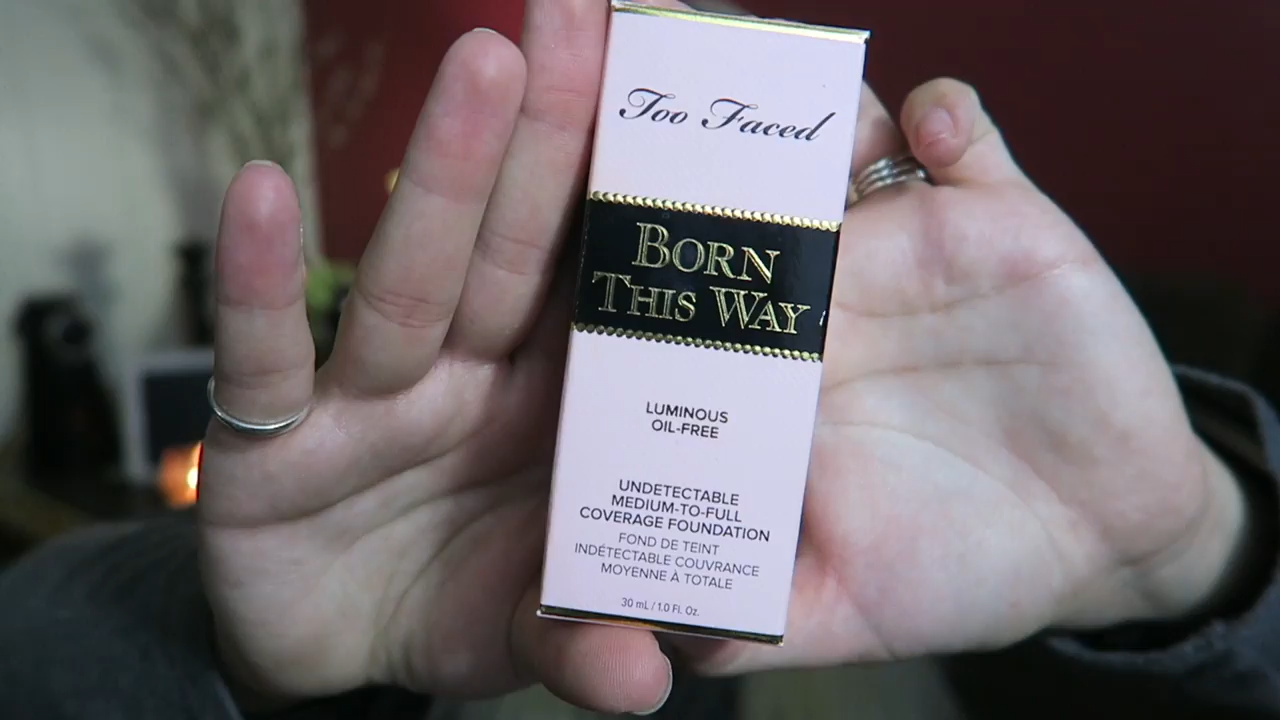 Too Faced
BORN
THIS WAY
LUMINOUS
OIL-FREE
UNDETECTABLE
MEDIUM-TO-FULL
COVERAGE FOUNDATION
FOND DE TEINT
INDÉTECTABLE COUVRANCE
MOYENNE À TOTALE
30 mL / 1.0 FL. OZ.